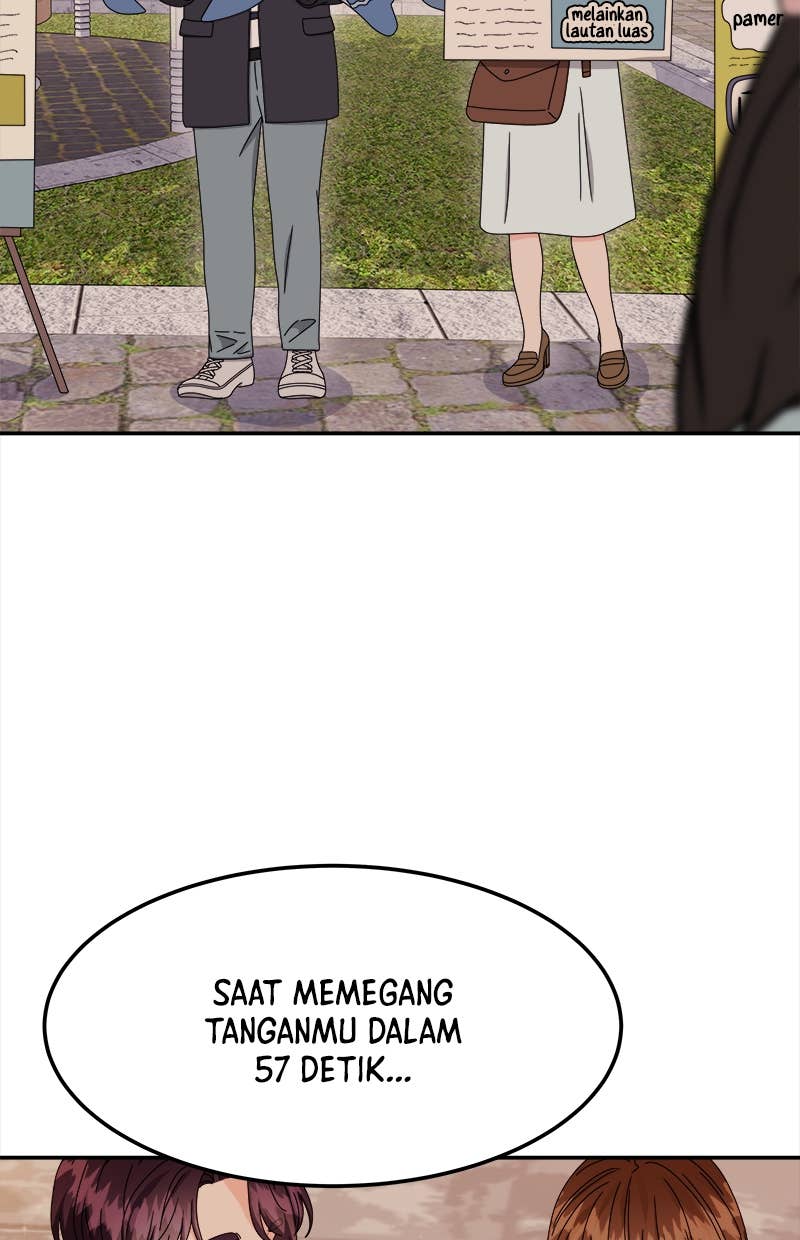 melainkan
lautan luas
pamer
SAAT MEMEGANG
TANGANMU DALAM
57 DETIK...